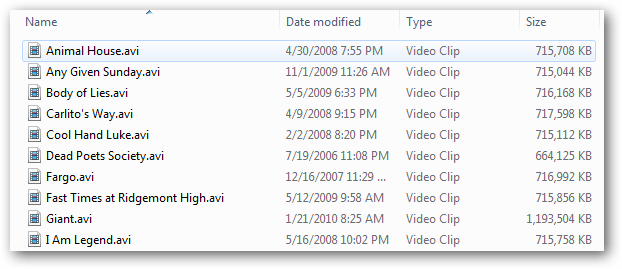 Name Date modified Type Size
Animal House.avi 4/30/2008 7:55 PM Video Clip 715,708 KB
Any Given Sunday.avi 11/1/2009 11:26 AM Video Clip 715,044 KB
Body of Lies.avi 5/5/2009 6:33 PM Video Clip 716,168 KB
Carlito's Way.avi 4/9/2008 9:15 PM Video Clip 717,598 KB
Cool Hand Luke.avi 2/2/2008 8:20 PM Video Clip 715,112 KB
Dead Poets Society.avi 7/19/2006 11:08 PM Video Clip 664,125 KB
Fargo.avi 12/16/2007 11:29 ... Video Clip 716,992 KB
Fast Times at Ridgemont High.avi 5/12/2009 9:58 AM Video Clip 715,856 KB
Giant.avi 1/21/2010 8:25 AM Video Clip 1,193,504 KB
I Am Legend.avi 5/16/2008 10:02 PM Video Clip 715,758 KB